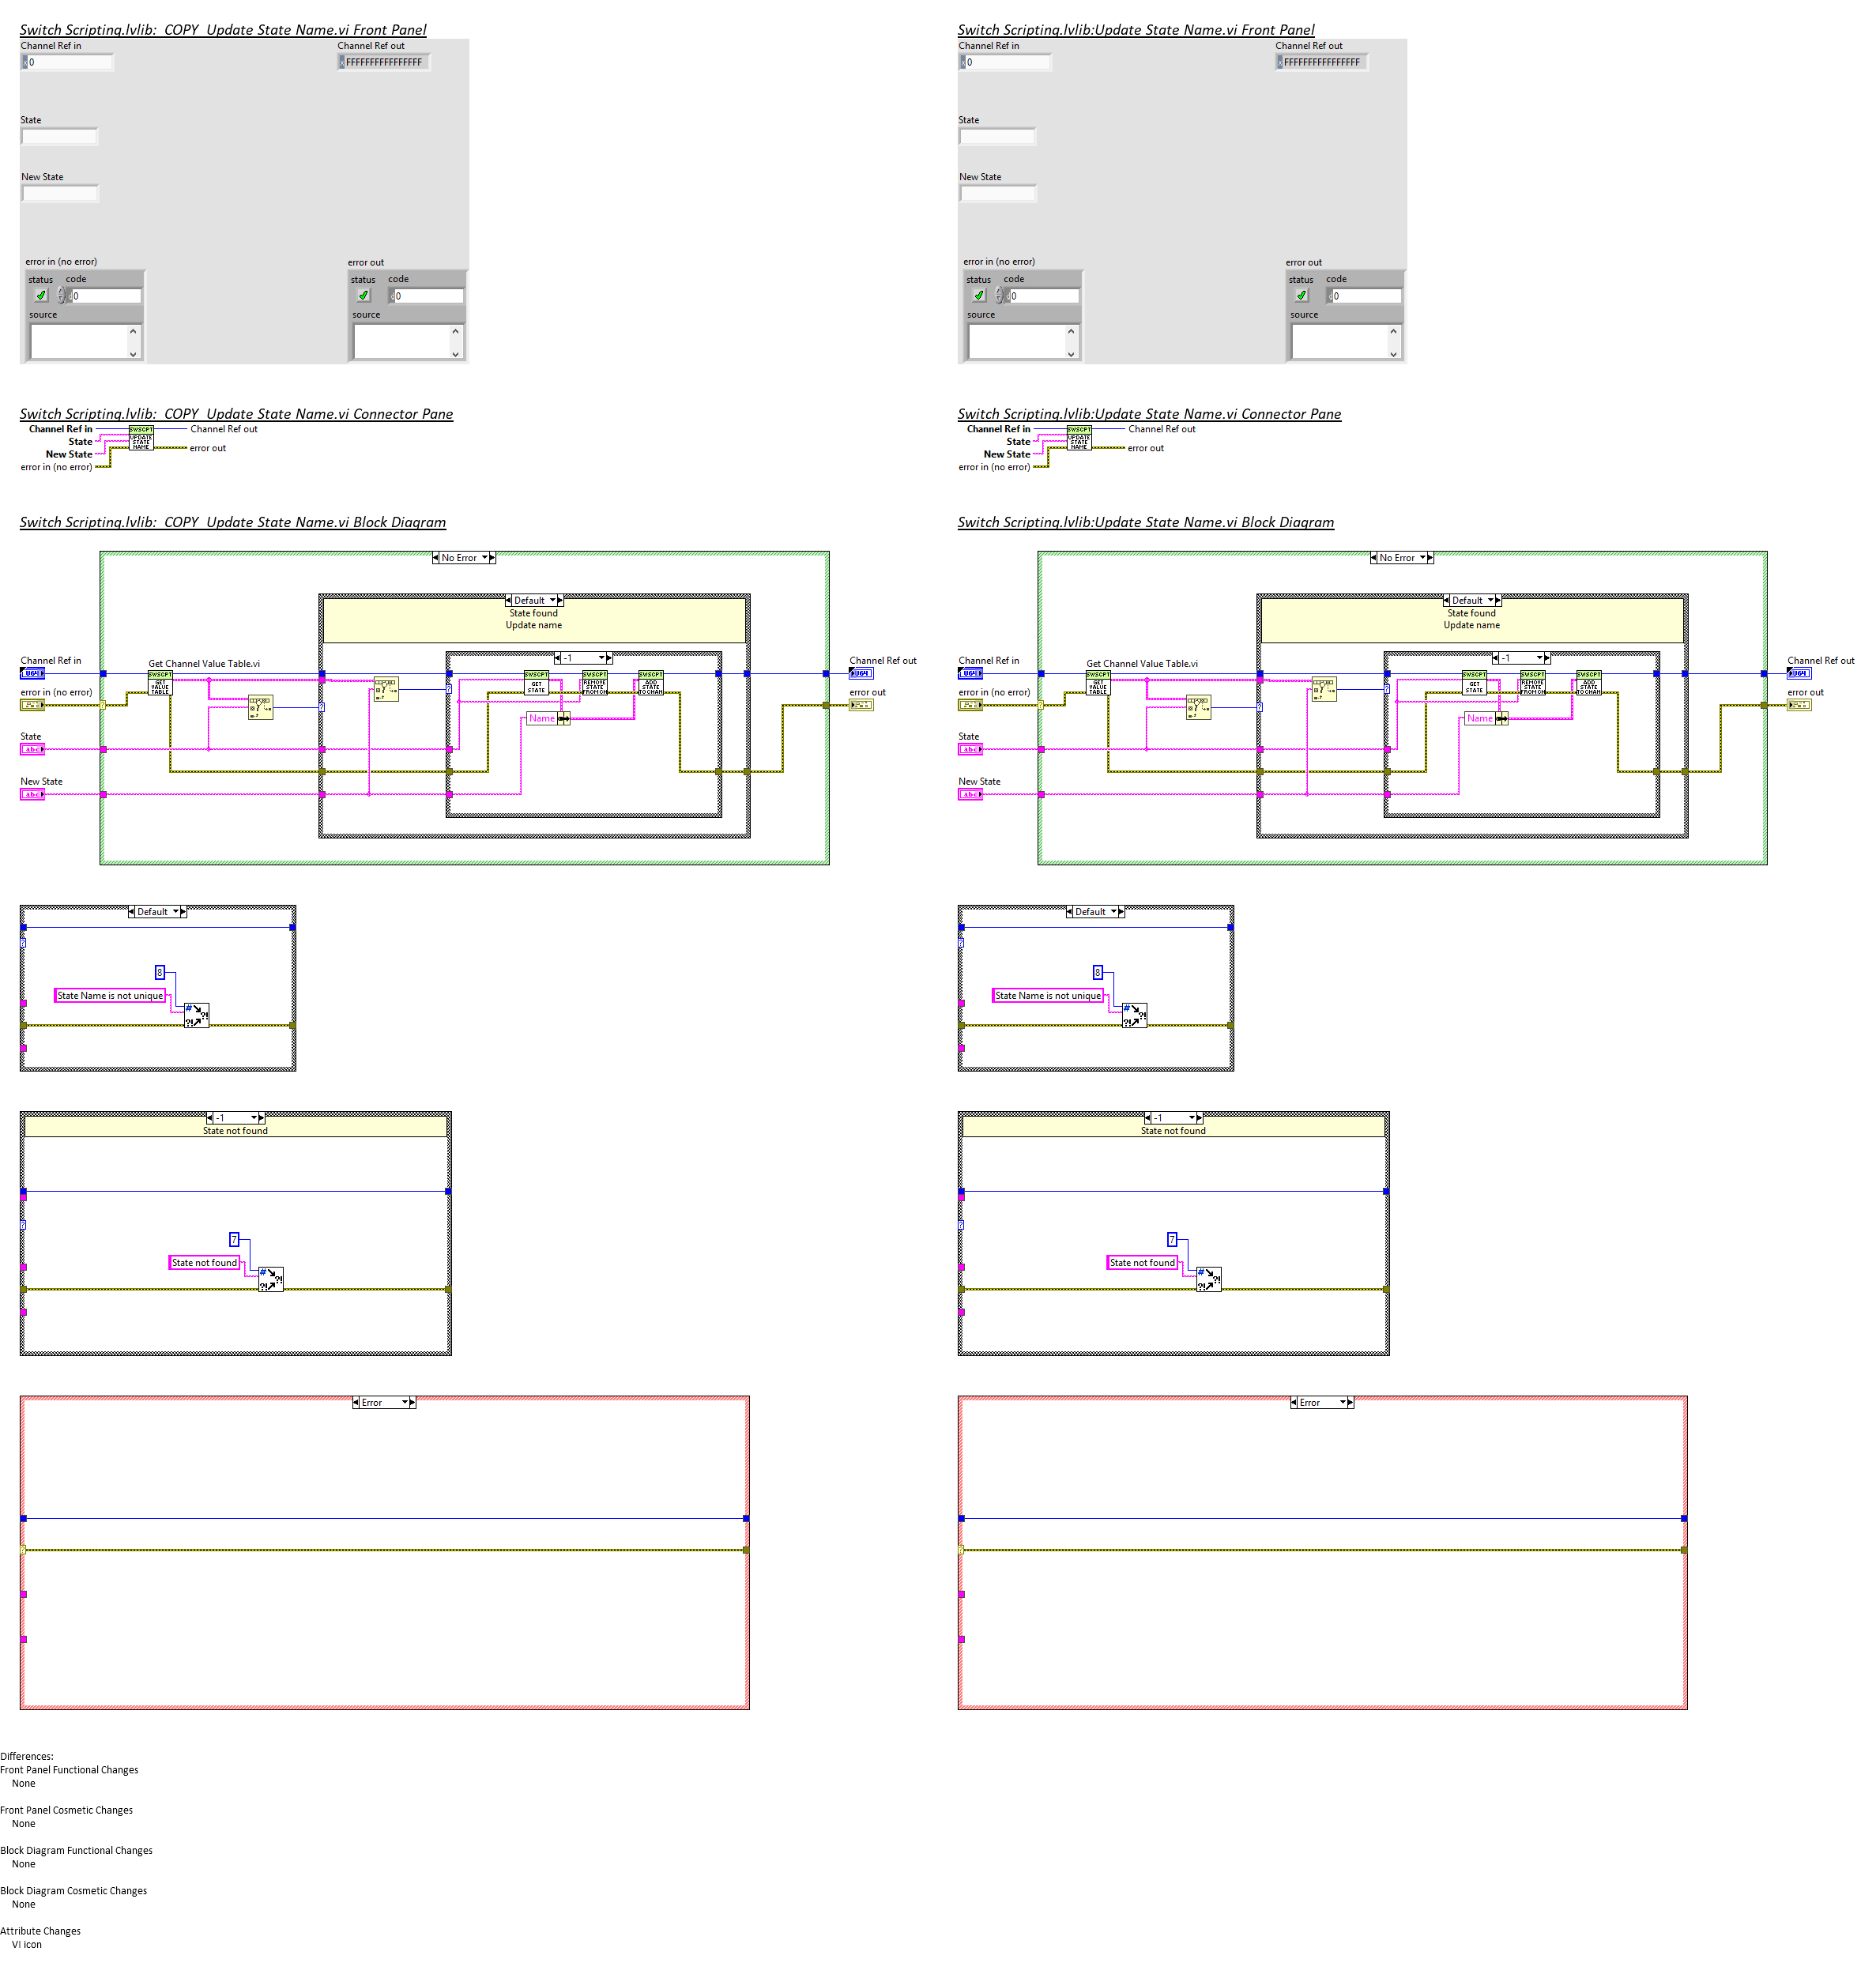 Switch Scripting.lvlib:  COPY  Update State Name.vi Front Panel
Channel Ref in
Channel Ref out
x 0
x FFFFFFFFFFFFFFFF
State
New State
error in (no error)
error out
status code
status code
d 0
d 0
source
source
Switch Scripting.lvlib:Update State Name.vi Front Panel
Channel Ref in
Channel Ref out
x 0
x FFFFFFFFFFFFFFFF
State
New State
error in (no error)
error out
status code
status code
d 0
d 0
source
source
Switch Scripting.lvlib:  COPY  Update State Name.vi Connector Pane
Channel Ref in
State
New State
error in (no error)
SWSCPT
UPDATE
STATE
NAME
Channel Ref out
error out
Switch Scripting.lvlib:Update State Name.vi Connector Pane
Channel Ref in
State
New State
error in (no error)
SWSCPT
UPDATE
STATE
NAME
Channel Ref out
error out
Switch Scripting.lvlib:  COPY  Update State Name.vi Block Diagram
No Error
Default
State found
Update name
-1
Channel Ref in
U64
error in (no error)
State
abc
New State
abc
Get Channel Value Table.vi
SWSCPT
GET
VALUE
TABLE
SWSCPT
GET
STATE
SWSCPT
REMOVE
STATE
FROMCH
SWSCPT
ADD
STATE
TOCHAN
Name
Channel Ref out
U64
error out
Switch Scripting.lvlib:Update State Name.vi Block Diagram
No Error
Default
State found
Update name
-1
Channel Ref in
U64
error in (no error)
State
abc
New State
abc
Get Channel Value Table.vi
SWSCPT
GET
VALUE
TABLE
SWSCPT
GET
STATE
SWSCPT
REMOVE
STATE
FROMCH
SWSCPT
ADD
STATE
TOCHAN
Name
Channel Ref out
U64
error out
Default
8
State Name is not unique
Default
8
State Name is not unique
-1
State not found
7
State not found
-1
State not found
7
State not found
Error
Error
Differences:
Front Panel Functional Changes
None
Front Panel Cosmetic Changes
None
Block Diagram Functional Changes
None
Block Diagram Cosmetic Changes
None
Attribute Changes
VI icon